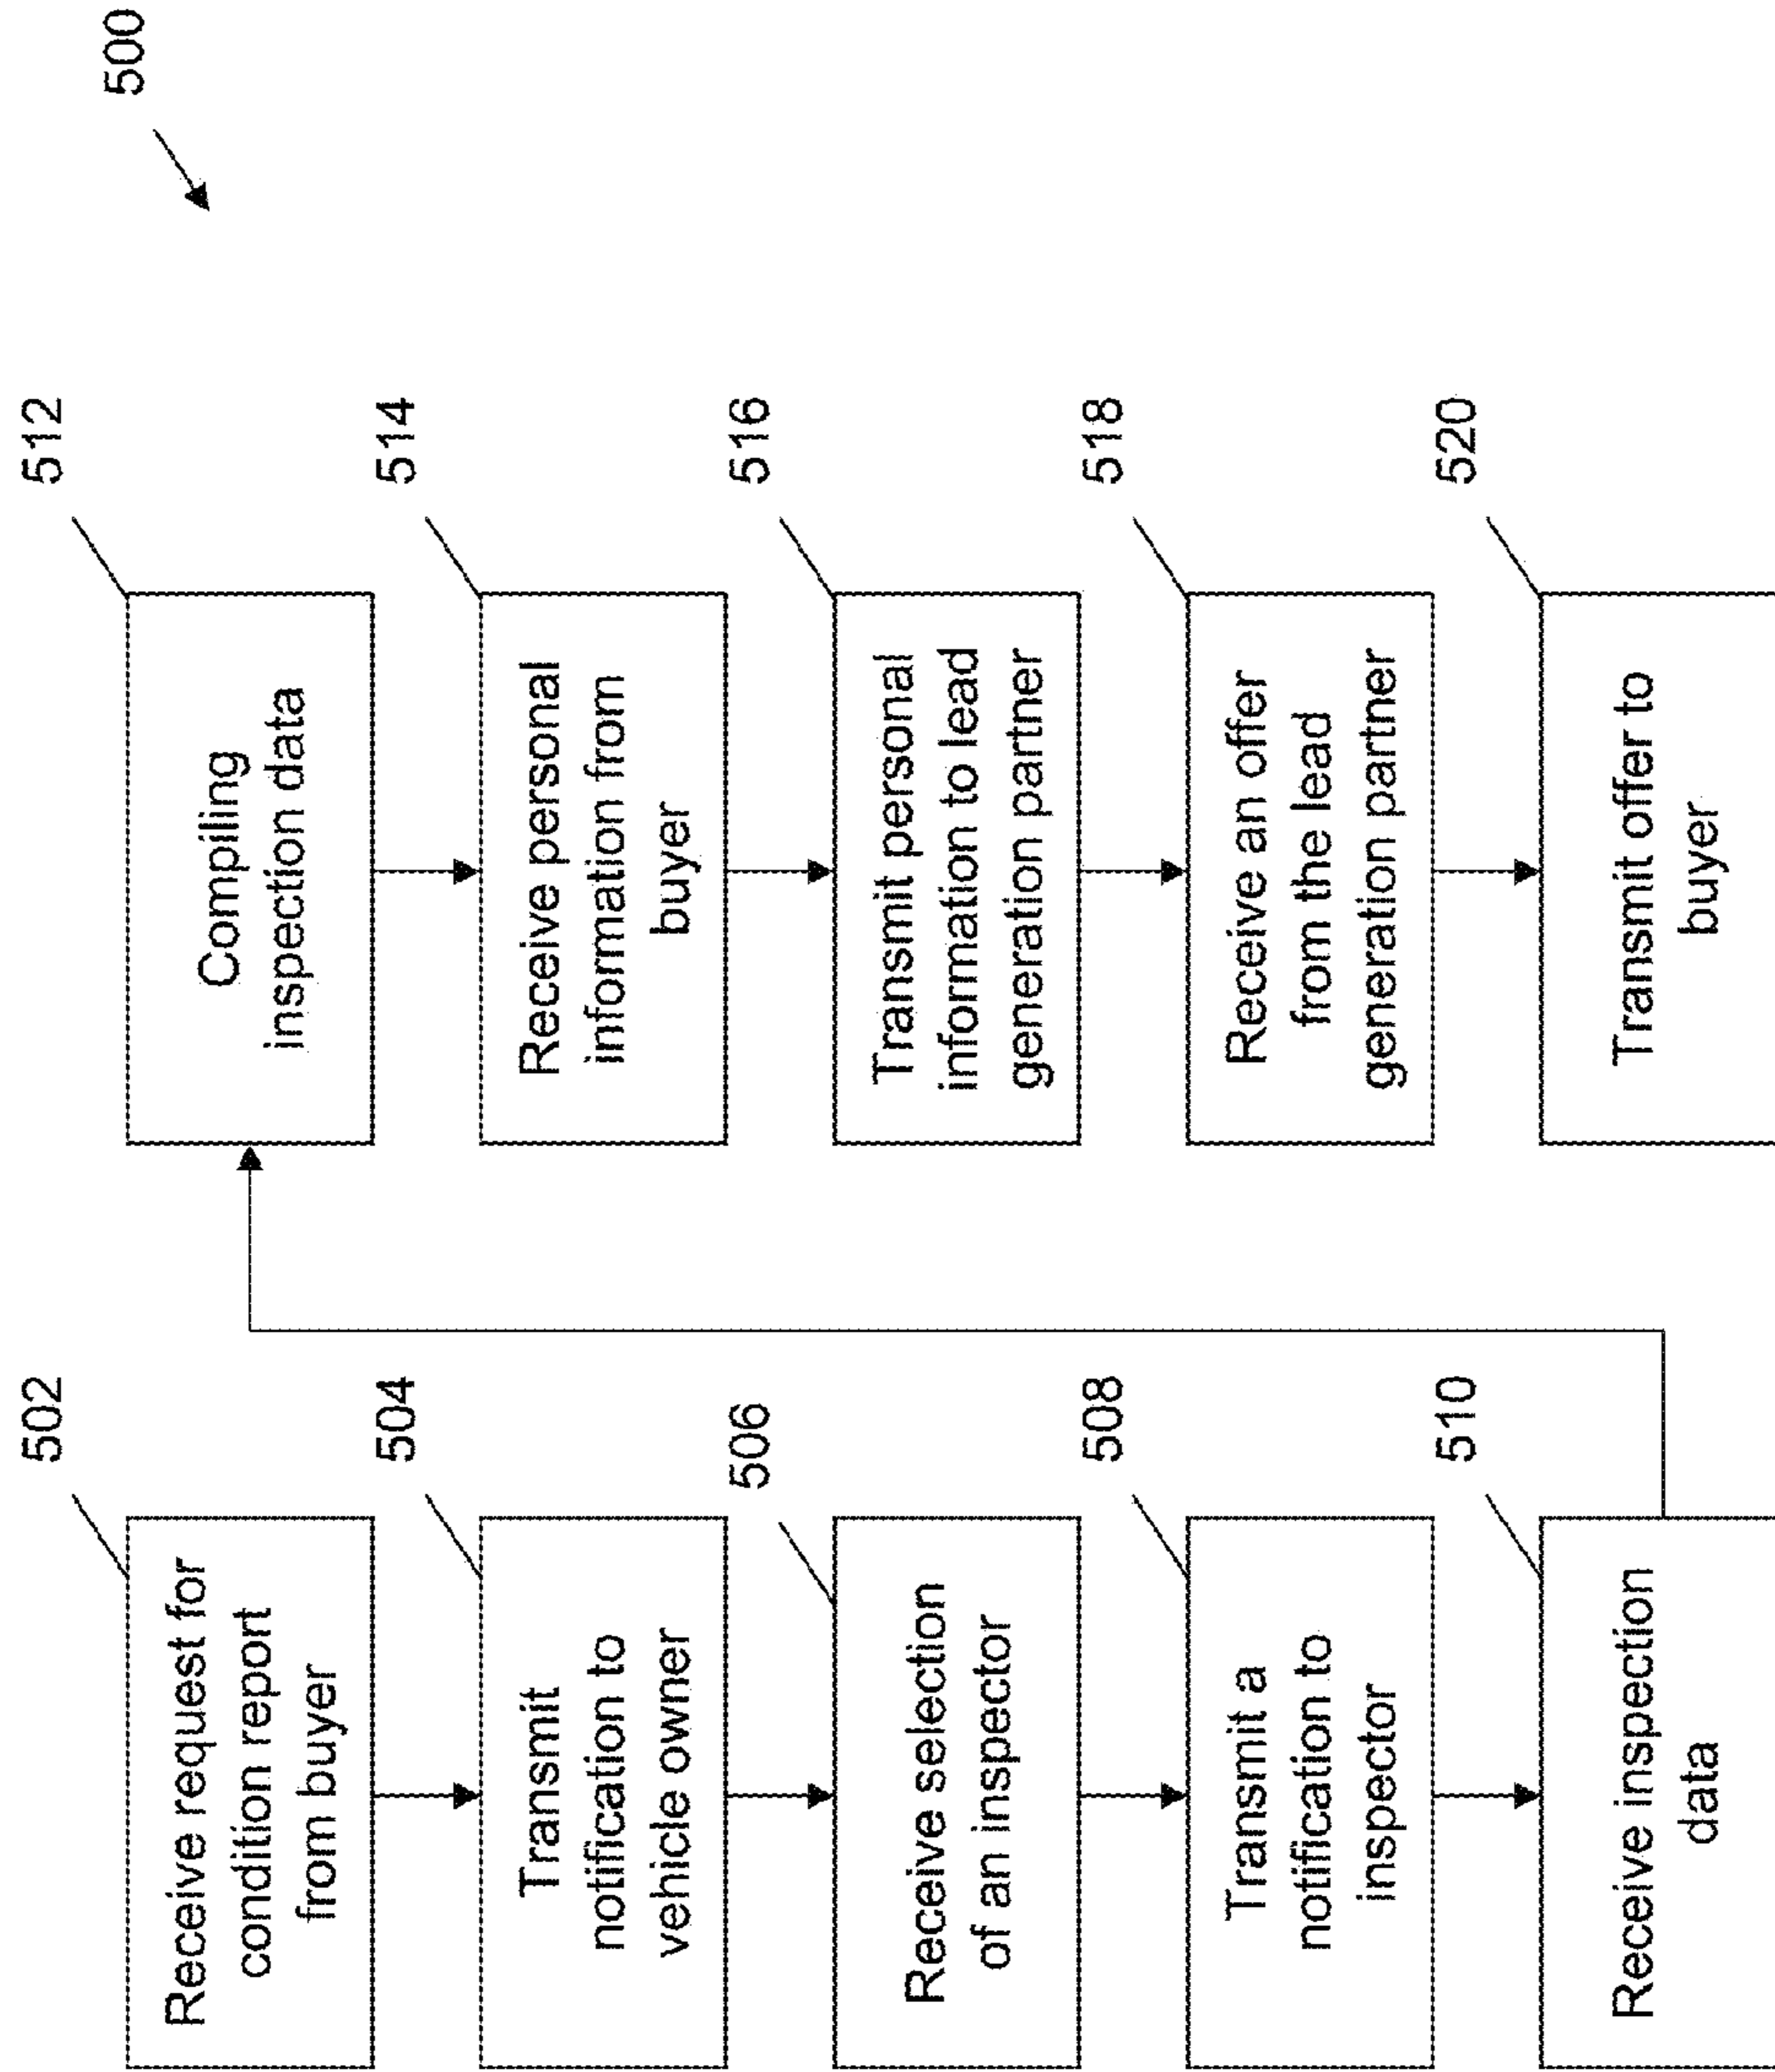 500
502
Receive request for
condition report
from buyer
504
Transmit
notification to
vehicle owner
506
Receive selection
of an inspector
508
Transmit a
notification to
inspector
510
Receive inspection
data
512
Compiling
inspection data
514
Receive personal
information from
buyer
516
Transmit personal
information to lead
generation partner
518
Receive an offer
from the lead
generation partner
520
Transmit offer to
buyer